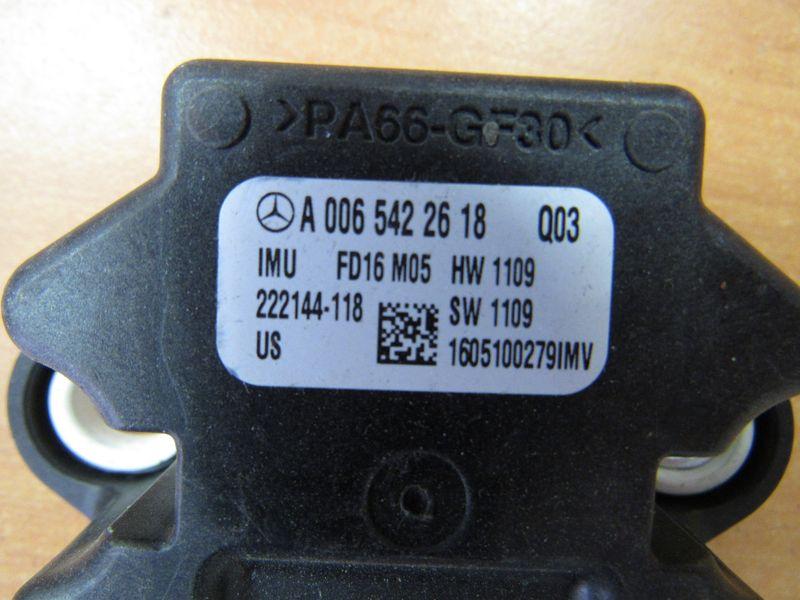 >PA66-GF30<
A 006 542 26 18 Q03
IMU FD16 M05 HW 1109
222144-118 SW 1109
US 1605100279IMV